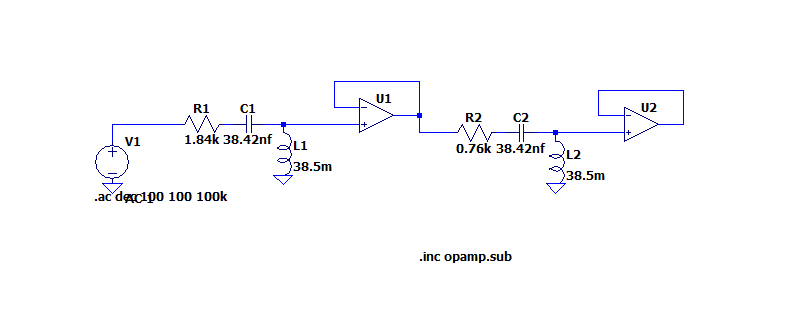 U1
U2
R1 C1
R2 C2
V1
1.84k 38.42nf
L1
0.76k 38.42nf
L2
38.5m
38.5m
.ac dec 100 100 100k
AC 1
.inc opamp.sub